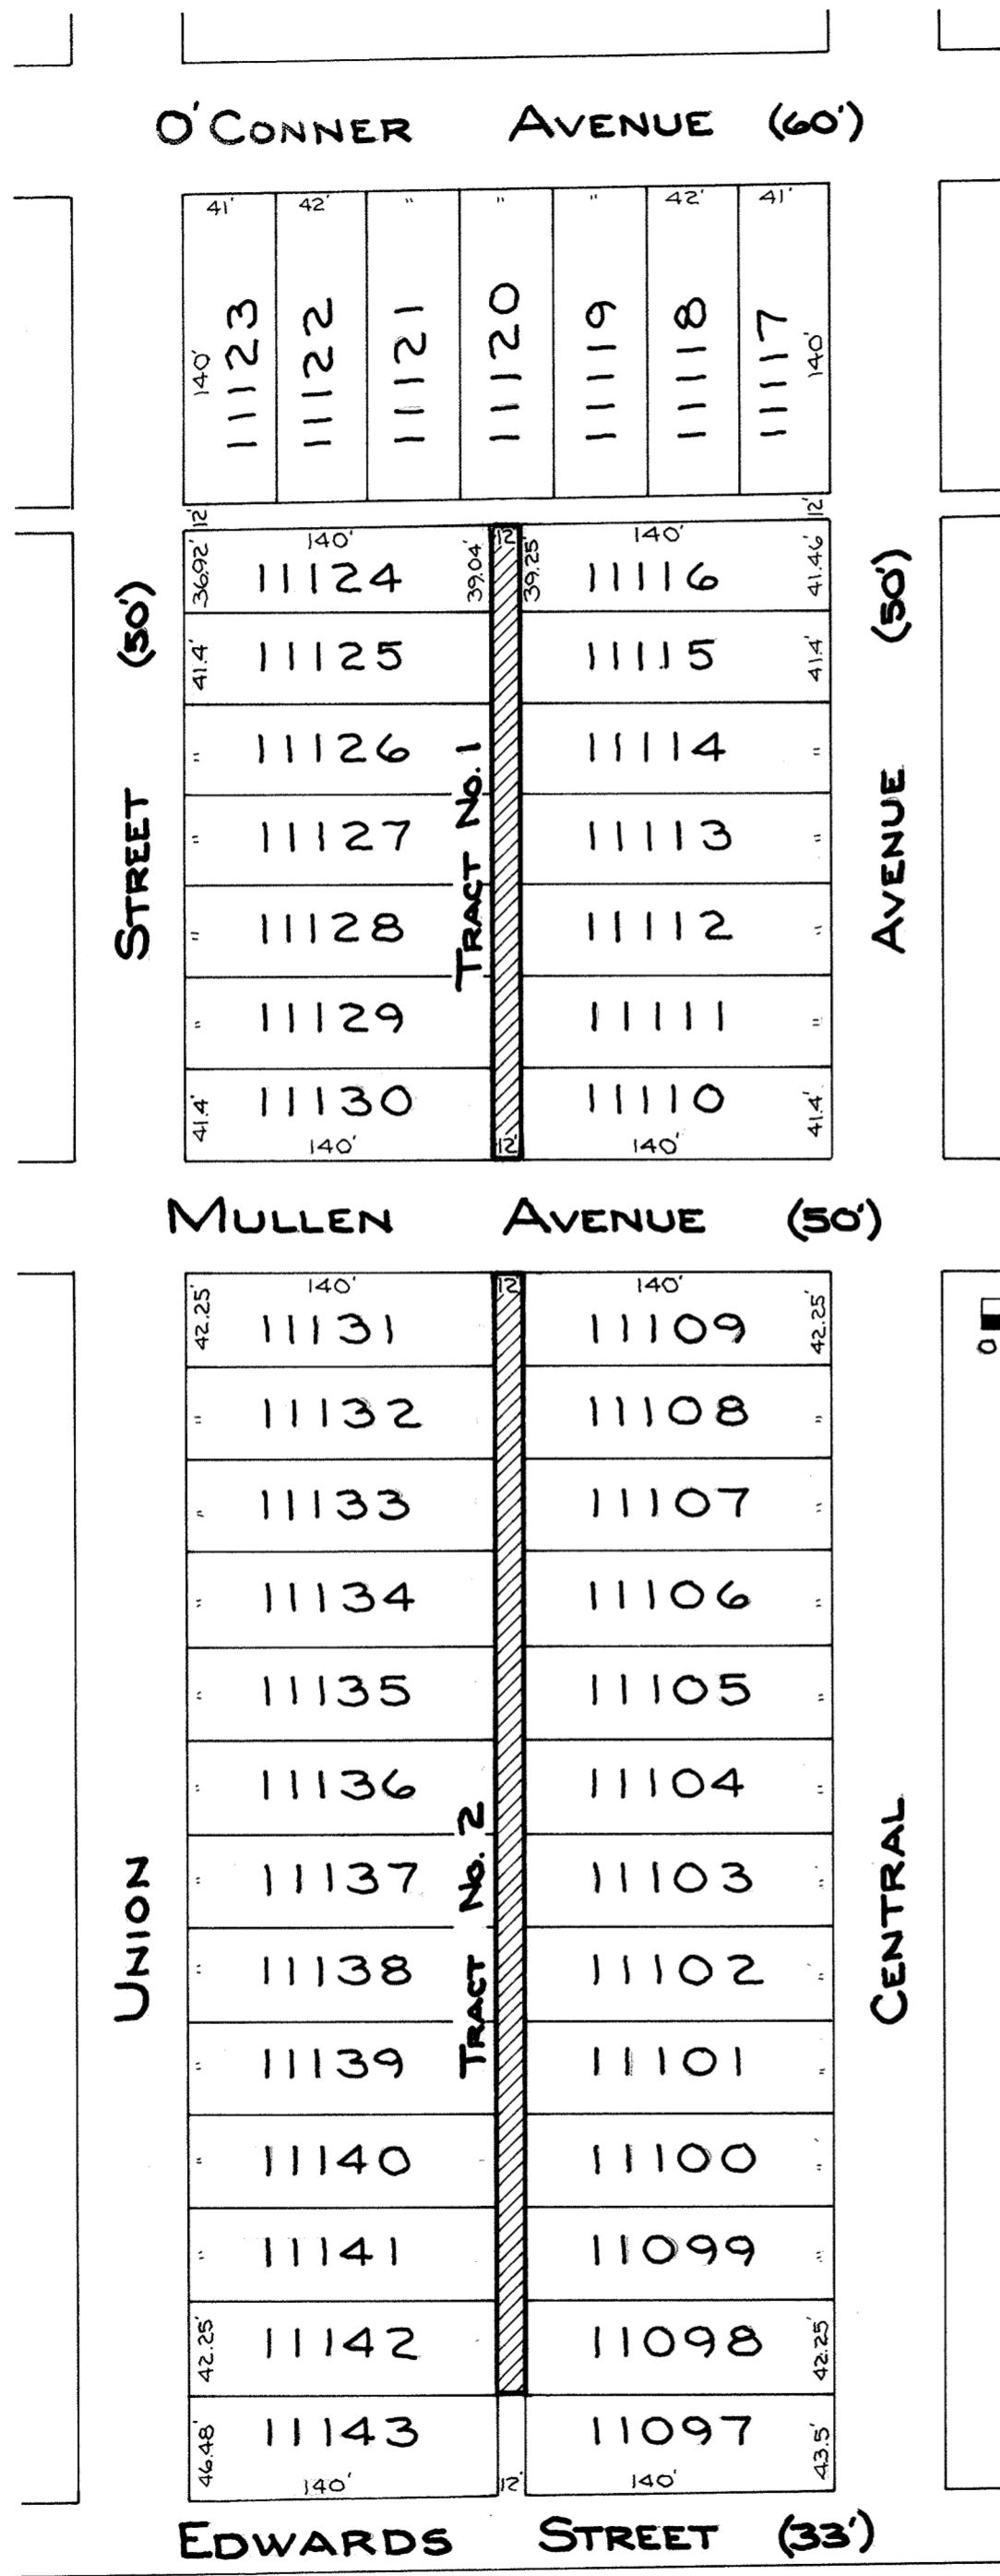 O'CONNER AVENUE (60')
41' 42' " " " 42' 41'
140' 11123 11122 11121 11120 11119 11118 11117 140'
12' 12'
36.92' 140' 11124 39.04' 12' 39.25' 140' 11116 41.46'
41.4' 11125 11115 41.4'
" 11126 11114 "
" 11127 11113 "
" 11128 11112 "
" 11129 11111 "
41.4' 11130 11110 41.4'
140' 12' 140'
TRACT No. 1
STREET (50')
AVENUE (50')
MULLEN AVENUE (50')
140' 12' 140'
42.25' 11131 11109 42.25'
" 11132 11108 "
" 11133 11107 "
" 11134 11106 "
" 11135 11105 "
" 11136 11104 "
" 11137 11103 "
" 11138 11102 "
" 11139 11101 "
" 11140 11100 "
" 11141 11099 "
42.25' 11142 11098 42.25'
46.48' 11143 11097 43.5'
140' 12' 140'
TRACT No. 2
UNION
CENTRAL
0
EDWARDS STREET (33')